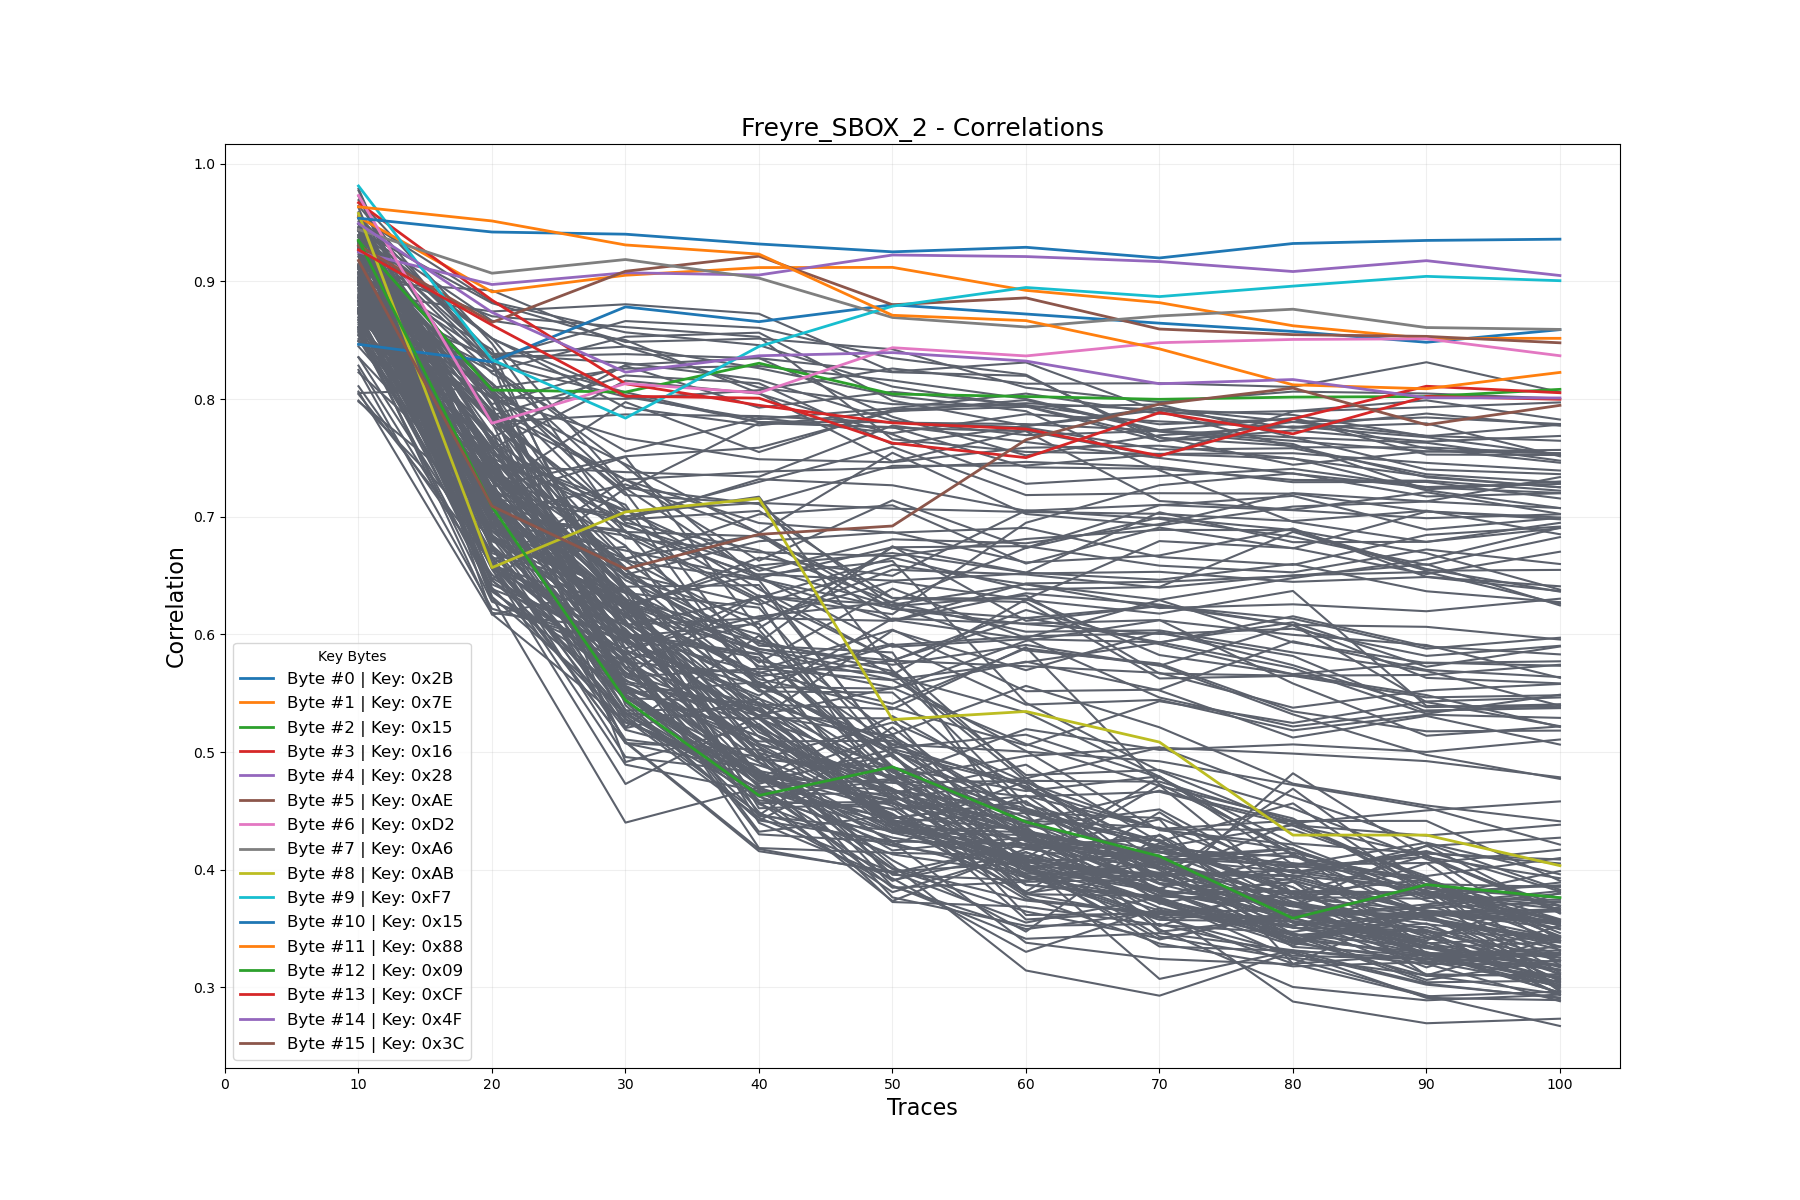 Freyre_SBOX_2 - Correlations
1.0
0.9
0.8
0.7
0.6
0.5
0.4
0.3
Correlation
Key Bytes
Byte #0 | Key: 0x2B
Byte #1 | Key: 0x7E
Byte #2 | Key: 0x15
Byte #3 | Key: 0x16
Byte #4 | Key: 0x28
Byte #5 | Key: 0xAE
Byte #6 | Key: 0xD2
Byte #7 | Key: 0xA6
Byte #8 | Key: 0xAB
Byte #9 | Key: 0xF7
Byte #10 | Key: 0x15
Byte #11 | Key: 0x88
Byte #12 | Key: 0x09
Byte #13 | Key: 0xCF
Byte #14 | Key: 0x4F
Byte #15 | Key: 0x3C
0 10 20 30 40 50 60 70 80 90 100
Traces